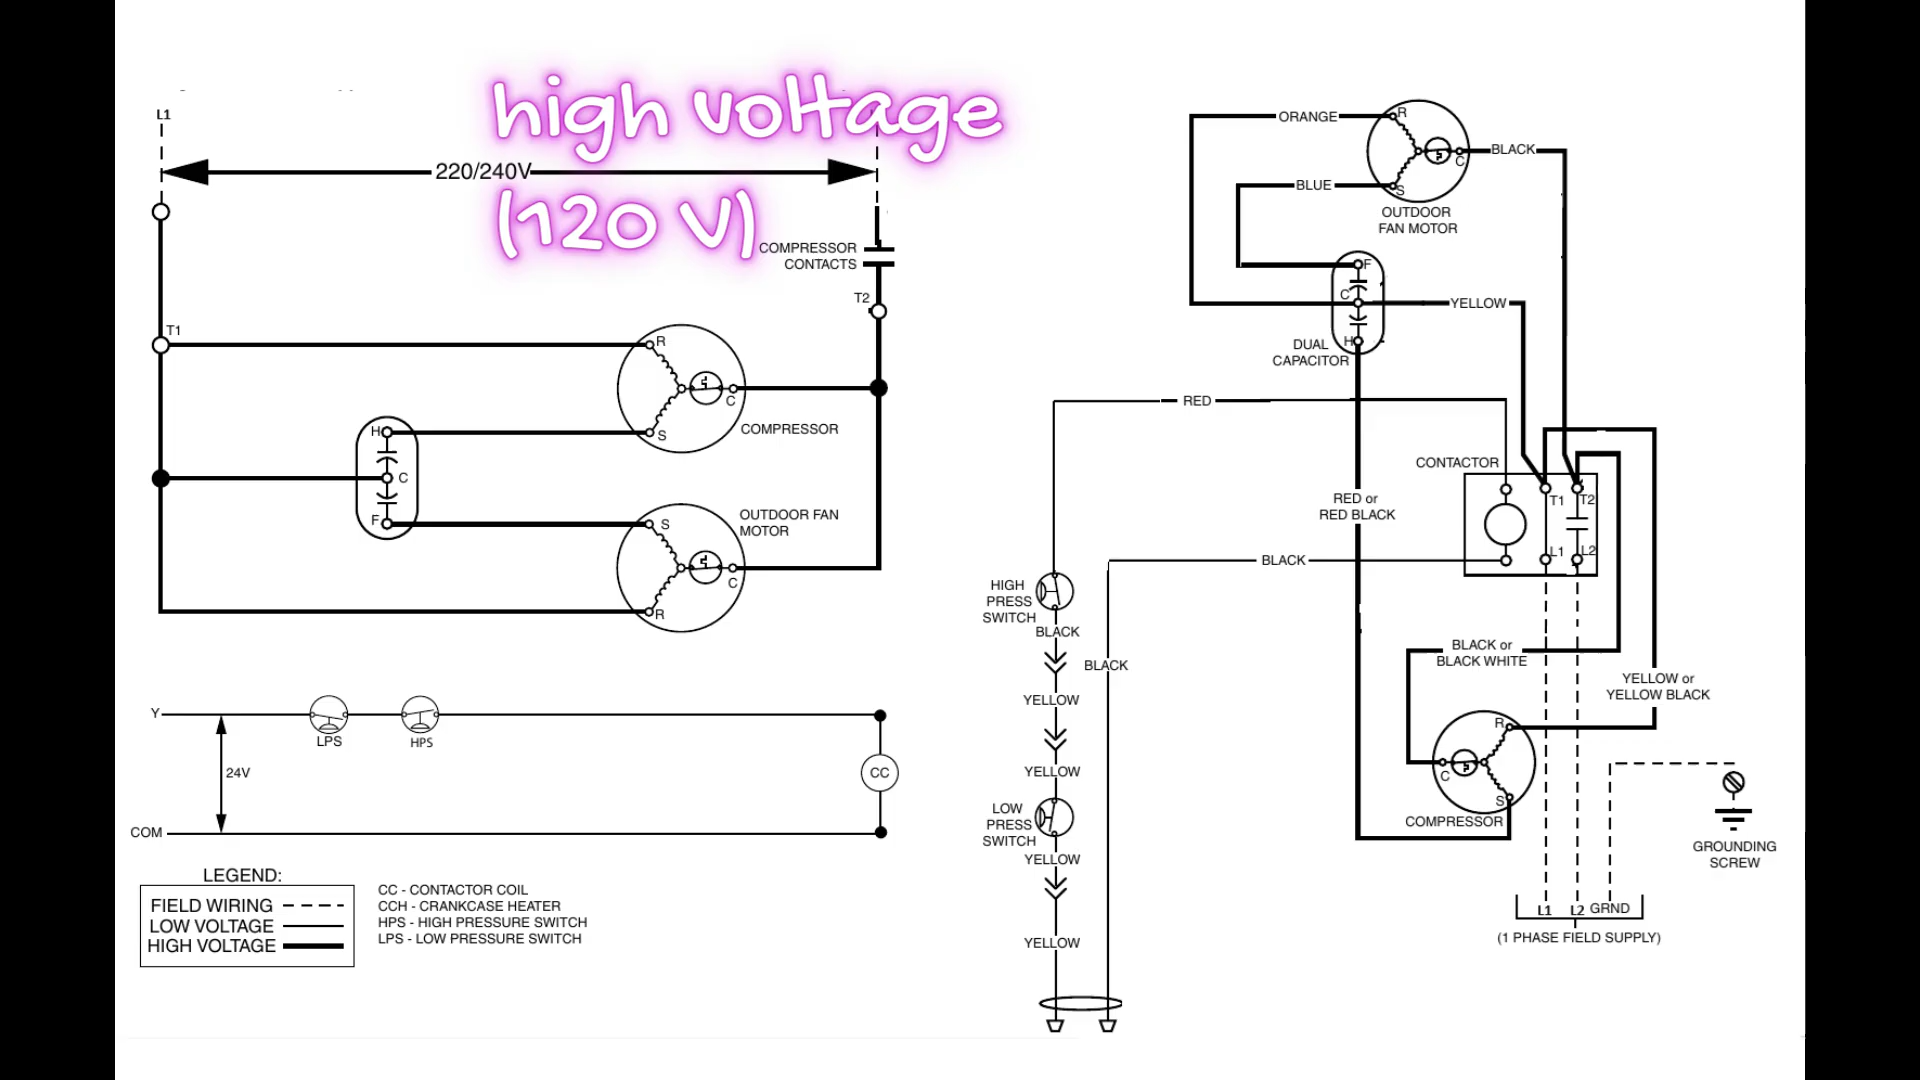 high voltage
(120 V)
L1
220/240V
COMPRESSOR
CONTACTS
T2
T1
R
C
S
COMPRESSOR
H
C
F
OUTDOOR FAN
MOTOR
S
C
R
Y
LPS
HPS
24V
CC
COM
LEGEND:
FIELD WIRING
LOW VOLTAGE
HIGH VOLTAGE
CC - CONTACTOR COIL
CCH - CRANKCASE HEATER
HPS - HIGH PRESSURE SWITCH
LPS - LOW PRESSURE SWITCH
ORANGE
R
BLACK
C
BLUE
S
OUTDOOR
FAN MOTOR
F
C
YELLOW
H
DUAL
CAPACITOR
RED
CONTACTOR
T1
T2
RED or
RED BLACK
L1
L2
BLACK
HIGH
PRESS
SWITCH
BLACK
BLACK
YELLOW
YELLOW
LOW
PRESS
SWITCH
YELLOW
YELLOW
BLACK or
BLACK WHITE
YELLOW or
YELLOW BLACK
R
C
S
COMPRESSOR
GROUNDING
SCREW
L1 L2 GRND
(1 PHASE FIELD SUPPLY)